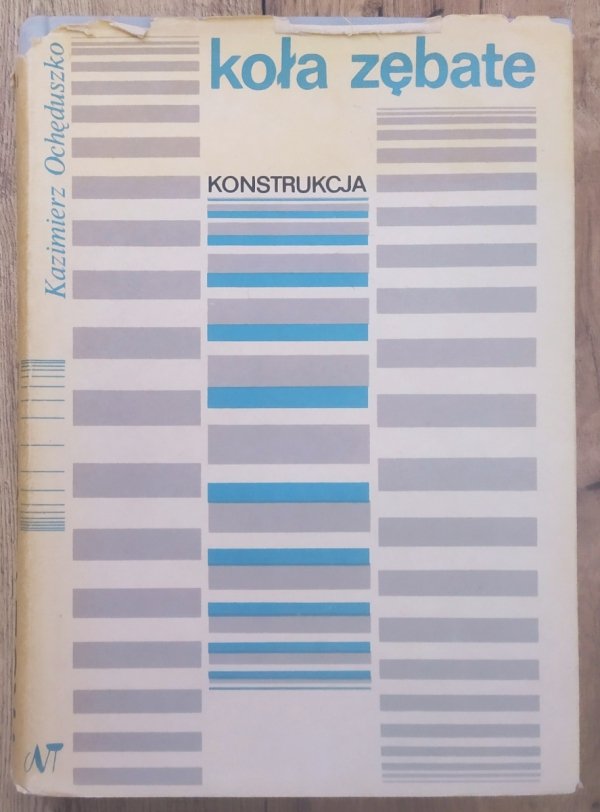 koła zębate
KONSTRUKCJA
Kazimierz Ochęduszko
WNT